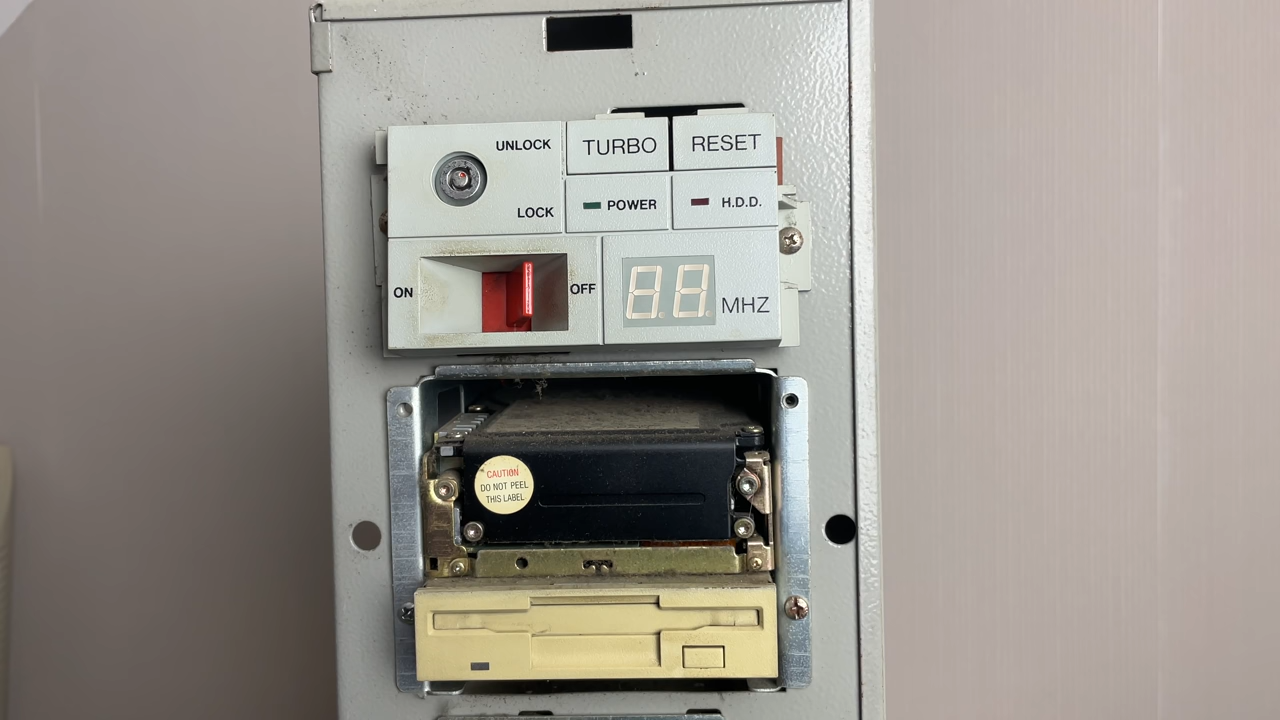 UNLOCK
TURBO
RESET
LOCK
POWER
H.D.D.
ON
OFF
MHZ
CAUTION
DO NOT PEEL
THIS LABEL